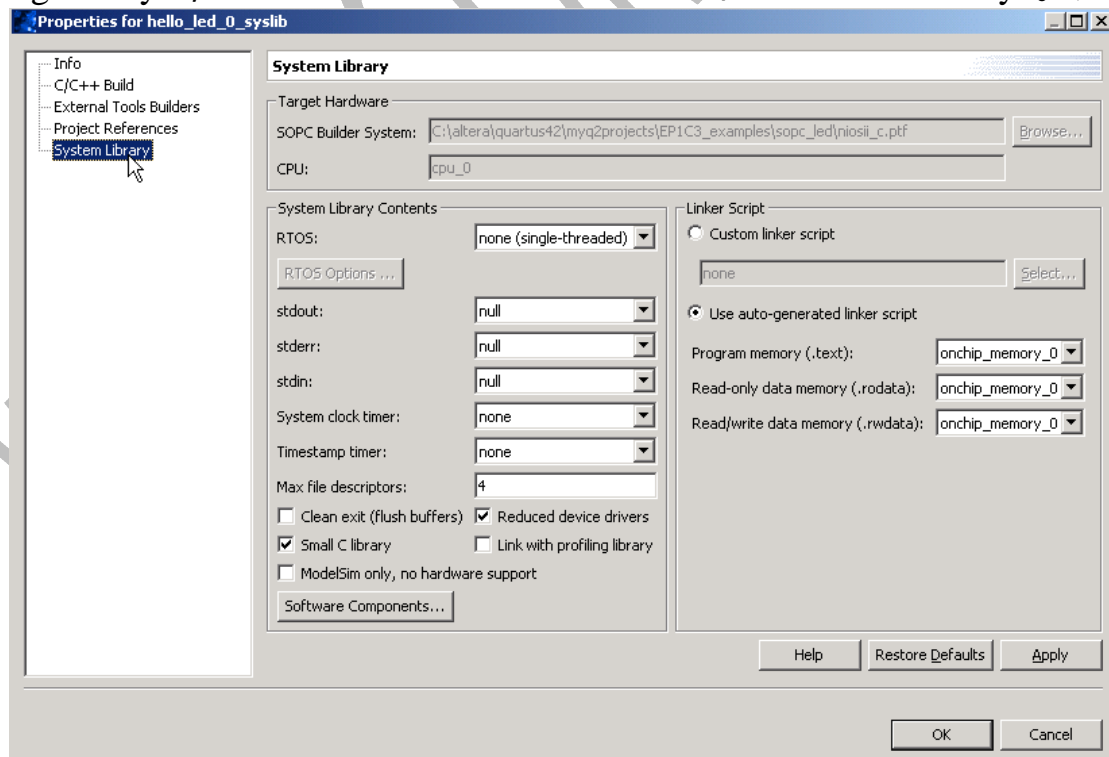 Properties for hello_led_0_syslib
Info
C/C++ Build
External Tools Builders
Project References
System Library
System Library
Target Hardware
SOPC Builder System: C:\altera\quartus42\myq2projects\EP1C3_examples\sopc_led\niosii_c.ptf Browse...
CPU: cpu_0
System Library Contents
RTOS: none (single-threaded)
RTOS Options ...
stdout: null
stderr: null
stdin: null
System clock timer: none
Timestamp timer: none
Max file descriptors: 4
Clean exit (flush buffers) Reduced device drivers
Small C library Link with profiling library
ModelSim only, no hardware support
Software Components...
Linker Script
Custom linker script
none Select...
Use auto-generated linker script
Program memory (.text): onchip_memory_0
Read-only data memory (.rodata): onchip_memory_0
Read/write data memory (.rwdata): onchip_memory_0
Help Restore Defaults Apply
OK Cancel